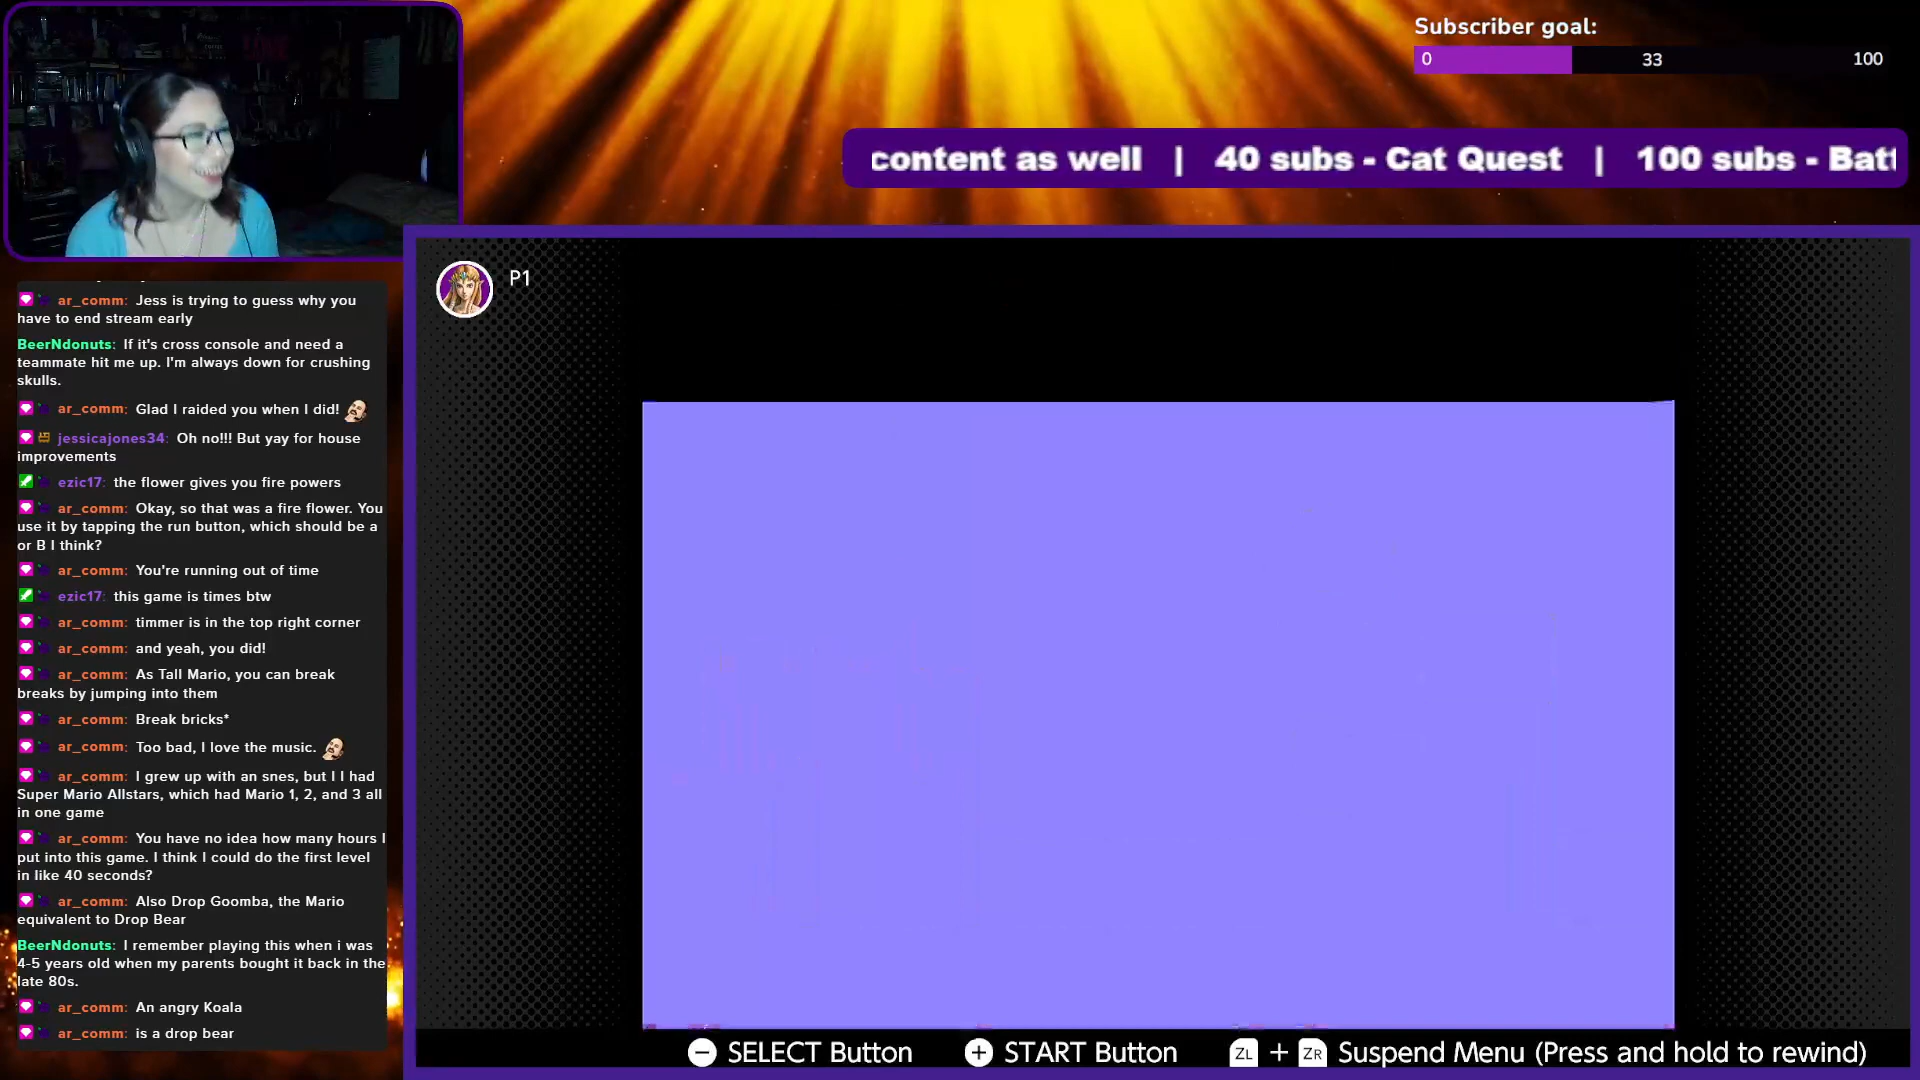 Subscriber goal:
0 33 100
content as well | 40 subs - Cat Quest | 100 subs - Batt
P1
ar_comm: Jess is trying to guess why you
have to end stream early
BeerNdonuts: If it's cross console and need a
teammate hit me up. I'm always down for crushing
skulls.
ar_comm: Glad I raided you when I did!
jessicajones34: Oh no!!! But yay for house
improvements
ezic17: the flower gives you fire powers
ar_comm: Okay, so that was a fire flower. You
use it by tapping the run button, which should be a
or B I think?
ar_comm: You're running out of time
ezic17: this game is times btw
ar_comm: timmer is in the top right corner
ar_comm: and yeah, you did!
ar_comm: As Tall Mario, you can break
breaks by jumping into them
ar_comm: Break bricks*
ar_comm: Too bad, I love the music.
ar_comm: I grew up with an snes, but I I had
Super Mario Allstars, which had Mario 1, 2, and 3 all
in one game
ar_comm: You have no idea how many hours I
put into this game. I think I could do the first level
in like 40 seconds?
ar_comm: Also Drop Goomba, the Mario
equivalent to Drop Bear
BeerNdonuts: I remember playing this when i was
4-5 years old when my parents bought it back in the
late 80s.
ar_comm: An angry Koala
ar_comm: is a drop bear
- SELECT Button + START Button ZL + ZR Suspend Menu (Press and hold to rewind)